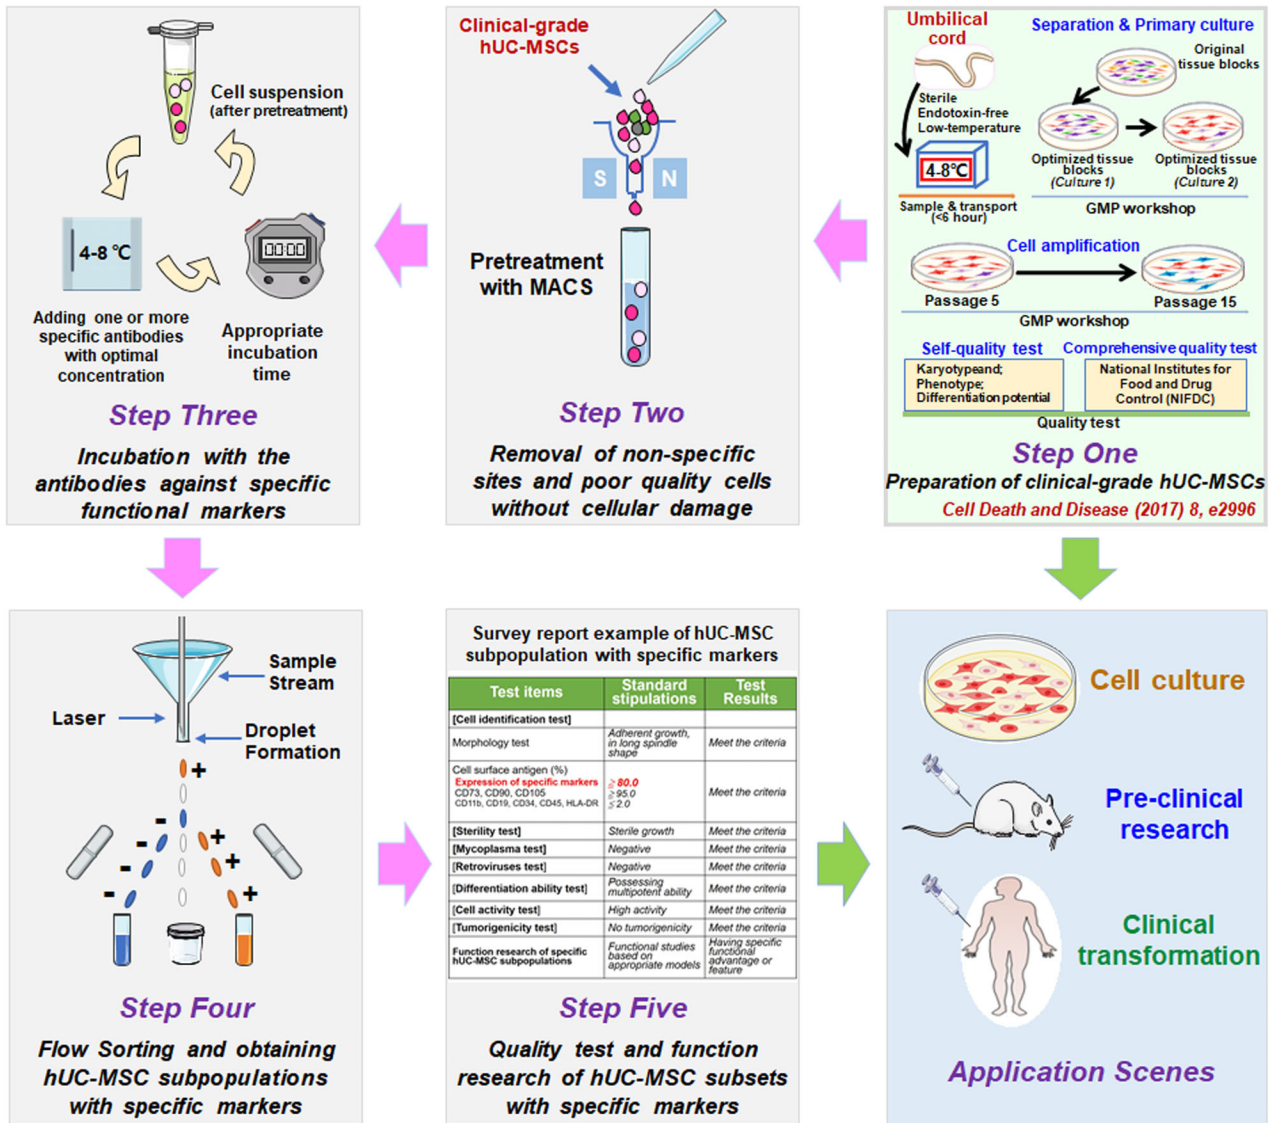 Umbilical
cord
Sterile
Endotoxin-free
Low-temperature
4-8℃
Sample & transport
(<6 hour)
Separation & Primary culture
Original
tissue blocks
Optimized tissue
blocks
(Culture 1)
Optimized tissue
blocks
(Culture 2)
GMP workshop
Cell amplification
Passage 5
Passage 15
GMP workshop
Self-quality test
Karyotypeand;
Phenotype;
Differentiation potential
Comprehensive quality test
National Institutes for
Food and Drug
Control (NIFDC)
Quality test
Step One
Preparation of clinical-grade hUC-MSCs
Cell Death and Disease (2017) 8, e2996
Clinical-grade
hUC-MSCs
S
N
Pretreatment
with MACS
Step Two
Removal of non-specific
sites and poor quality cells
without cellular damage
Cell suspension
(after pretreatment)
4-8 ℃
00:00
Adding one or more
specific antibodies
with optimal
concentration
Appropriate
incubation
time
Step Three
Incubation with the
antibodies against specific
functional markers
Sample
Stream
Laser
Droplet
Formation
+
- +
- +
- +
Step Four
Flow Sorting and obtaining
hUC-MSC subpopulations
with specific markers
Survey report example of hUC-MSC
subpopulation with specific markers
Test items
Standard
stipulations
Test
Results
[Cell identification test]
Morphology test
Adherent growth,
in long spindle
shape
Meet the criteria
Cell surface antigen (%)
Expression of specific markers
CD73, CD90, CD105
CD11b, CD19, CD34, CD45, HLA-DR
≥ 80.0
≥ 95.0
≤ 2.0
Meet the criteria
[Sterility test] Sterile growth Meet the criteria
[Mycoplasma test] Negative Meet the criteria
[Retroviruses test] Negative Meet the criteria
[Differentiation ability test]
Possessing
multipotent ability
Meet the criteria
[Cell activity test] High activity Meet the criteria
[Tumorigenicity test] No tumorigenicity Meet the criteria
Function research of specific
hUC-MSC subpopulations
Functional studies
based on
appropriate models
Having specific
functional
advantage or
feature
Step Five
Quality test and function
research of hUC-MSC subsets
with specific markers
Cell culture
Pre-clinical
research
Clinical
transformation
Application Scenes